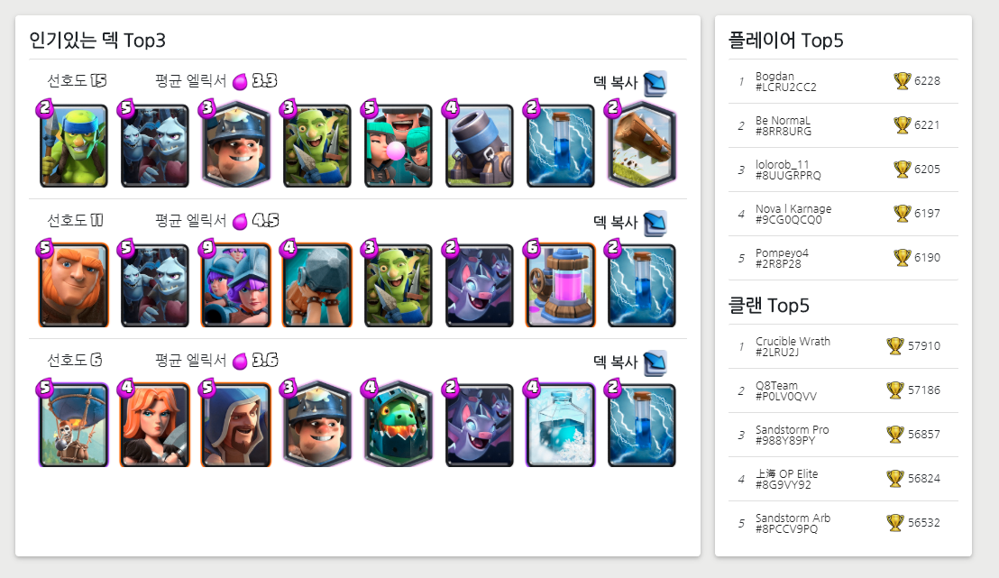 인기있는 덱 Top3
선호도 15 평균 엘릭서 3.3 덱 복사
2 5 3 3 5 4 2 2
선호도 11 평균 엘릭서 4.5 덱 복사
5 5 9 4 3 2 6 2
선호도 6 평균 엘릭서 3.6 덱 복사
5 4 5 3 4 2 4 2
플레이어 Top5
1 Bogdan 6228
#LCRU2CC2
2 Be NormaL 6221
#8RR8URG
3 lolorob_11 6205
#8UUGRPRQ
4 Nova l Karnage 6197
#9CG0QCQ0
5 Pompeyo4 6190
#2R8P28
클랜 Top5
1 Crucible Wrath 57910
#2LRU2J
2 Q8Team 57186
#P0LV0QVV
3 Sandstorm Pro 56857
#988Y89PY
4 上海 OP Elite 56824
#8G9VY92
5 Sandstorm Arb 56532
#8PCCV9PQ